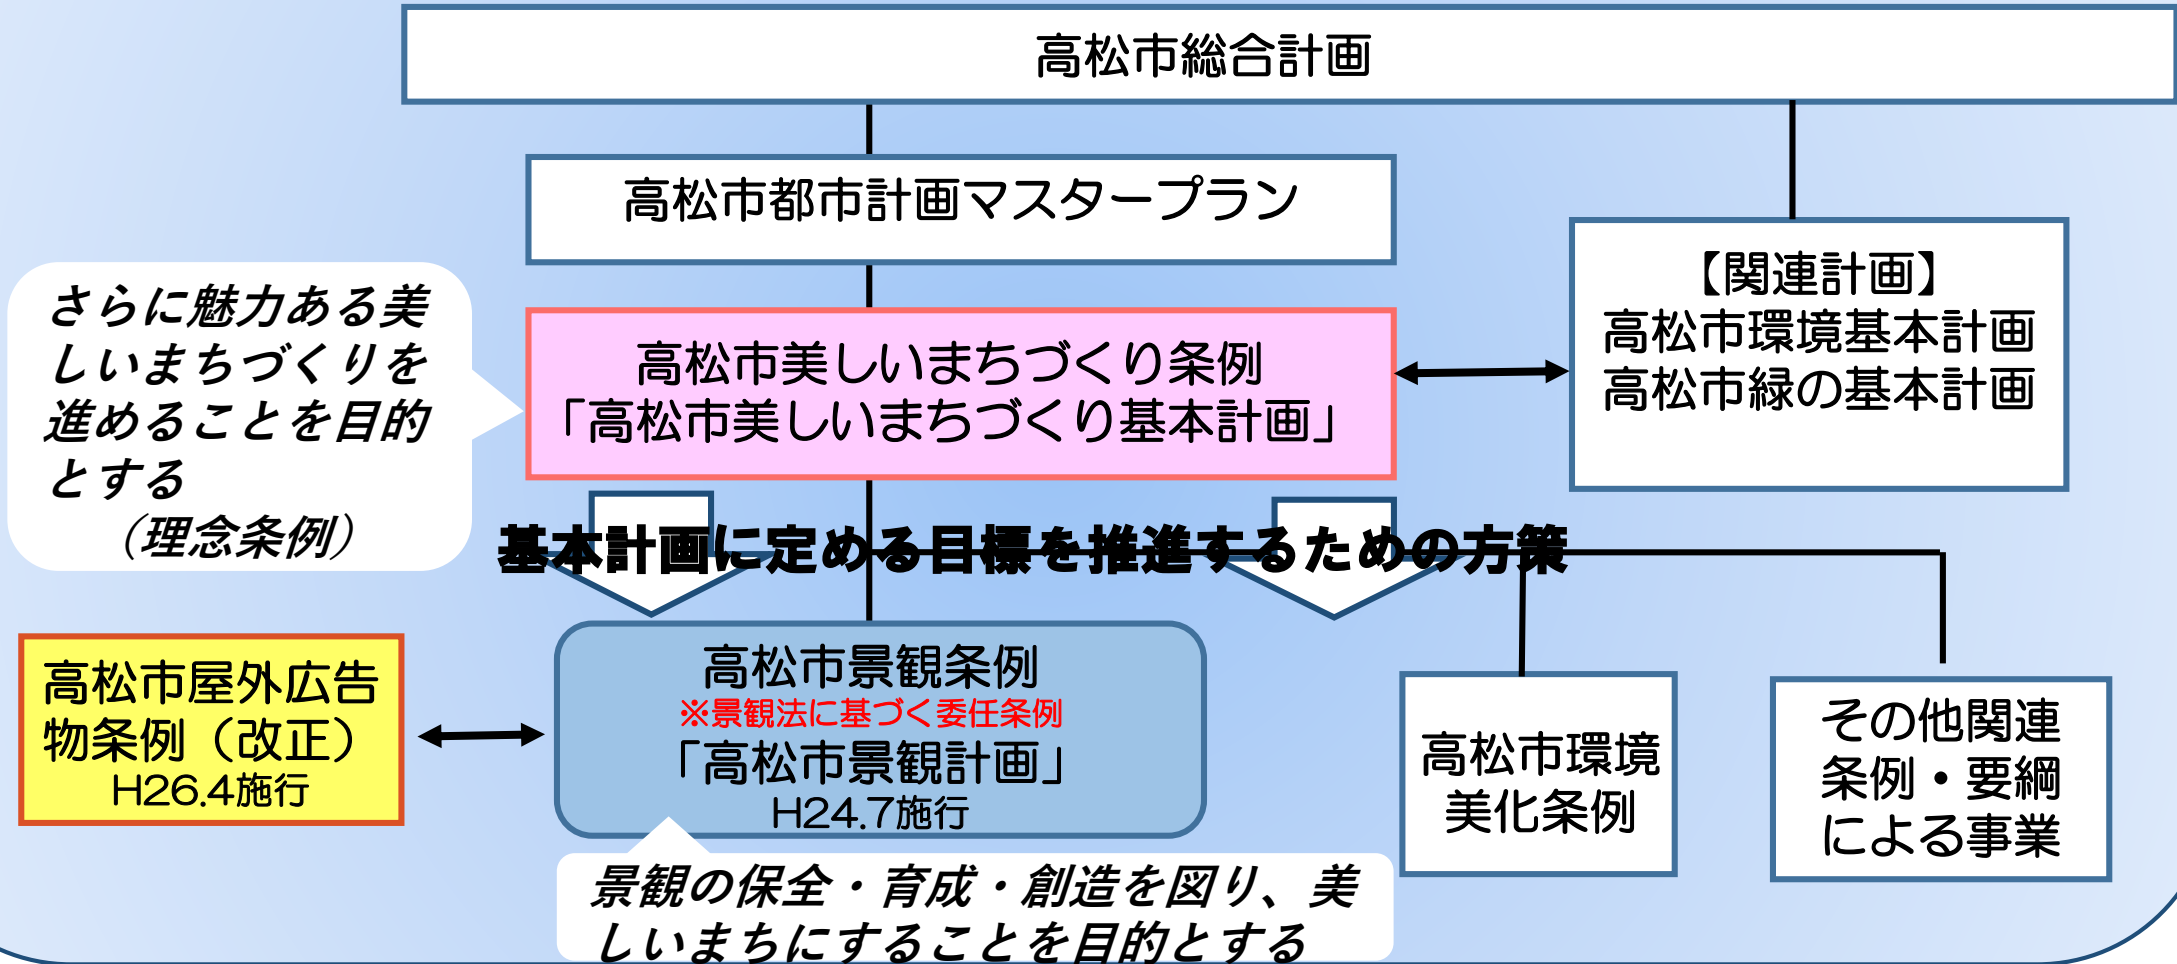 高松市総合計画
高松市都市計画マスタープラン
【関連計画】
高松市環境基本計画
高松市緑の基本計画
さらに魅力ある美
しいまちづくりを
進めることを目的
とする
（理念条例）
高松市美しいまちづくり条例
「高松市美しいまちづくり基本計画」
基本計画に定める目標を推進するための方策
高松市屋外広告
物条例（改正）
H26.4施行
高松市景観条例
※景観法に基づく委任条例
「高松市景観計画」
H24.7施行
高松市環境
美化条例
その他関連
条例・要綱
による事業
景観の保全・育成・創造を図り、美
しいまちにすることを目的とする